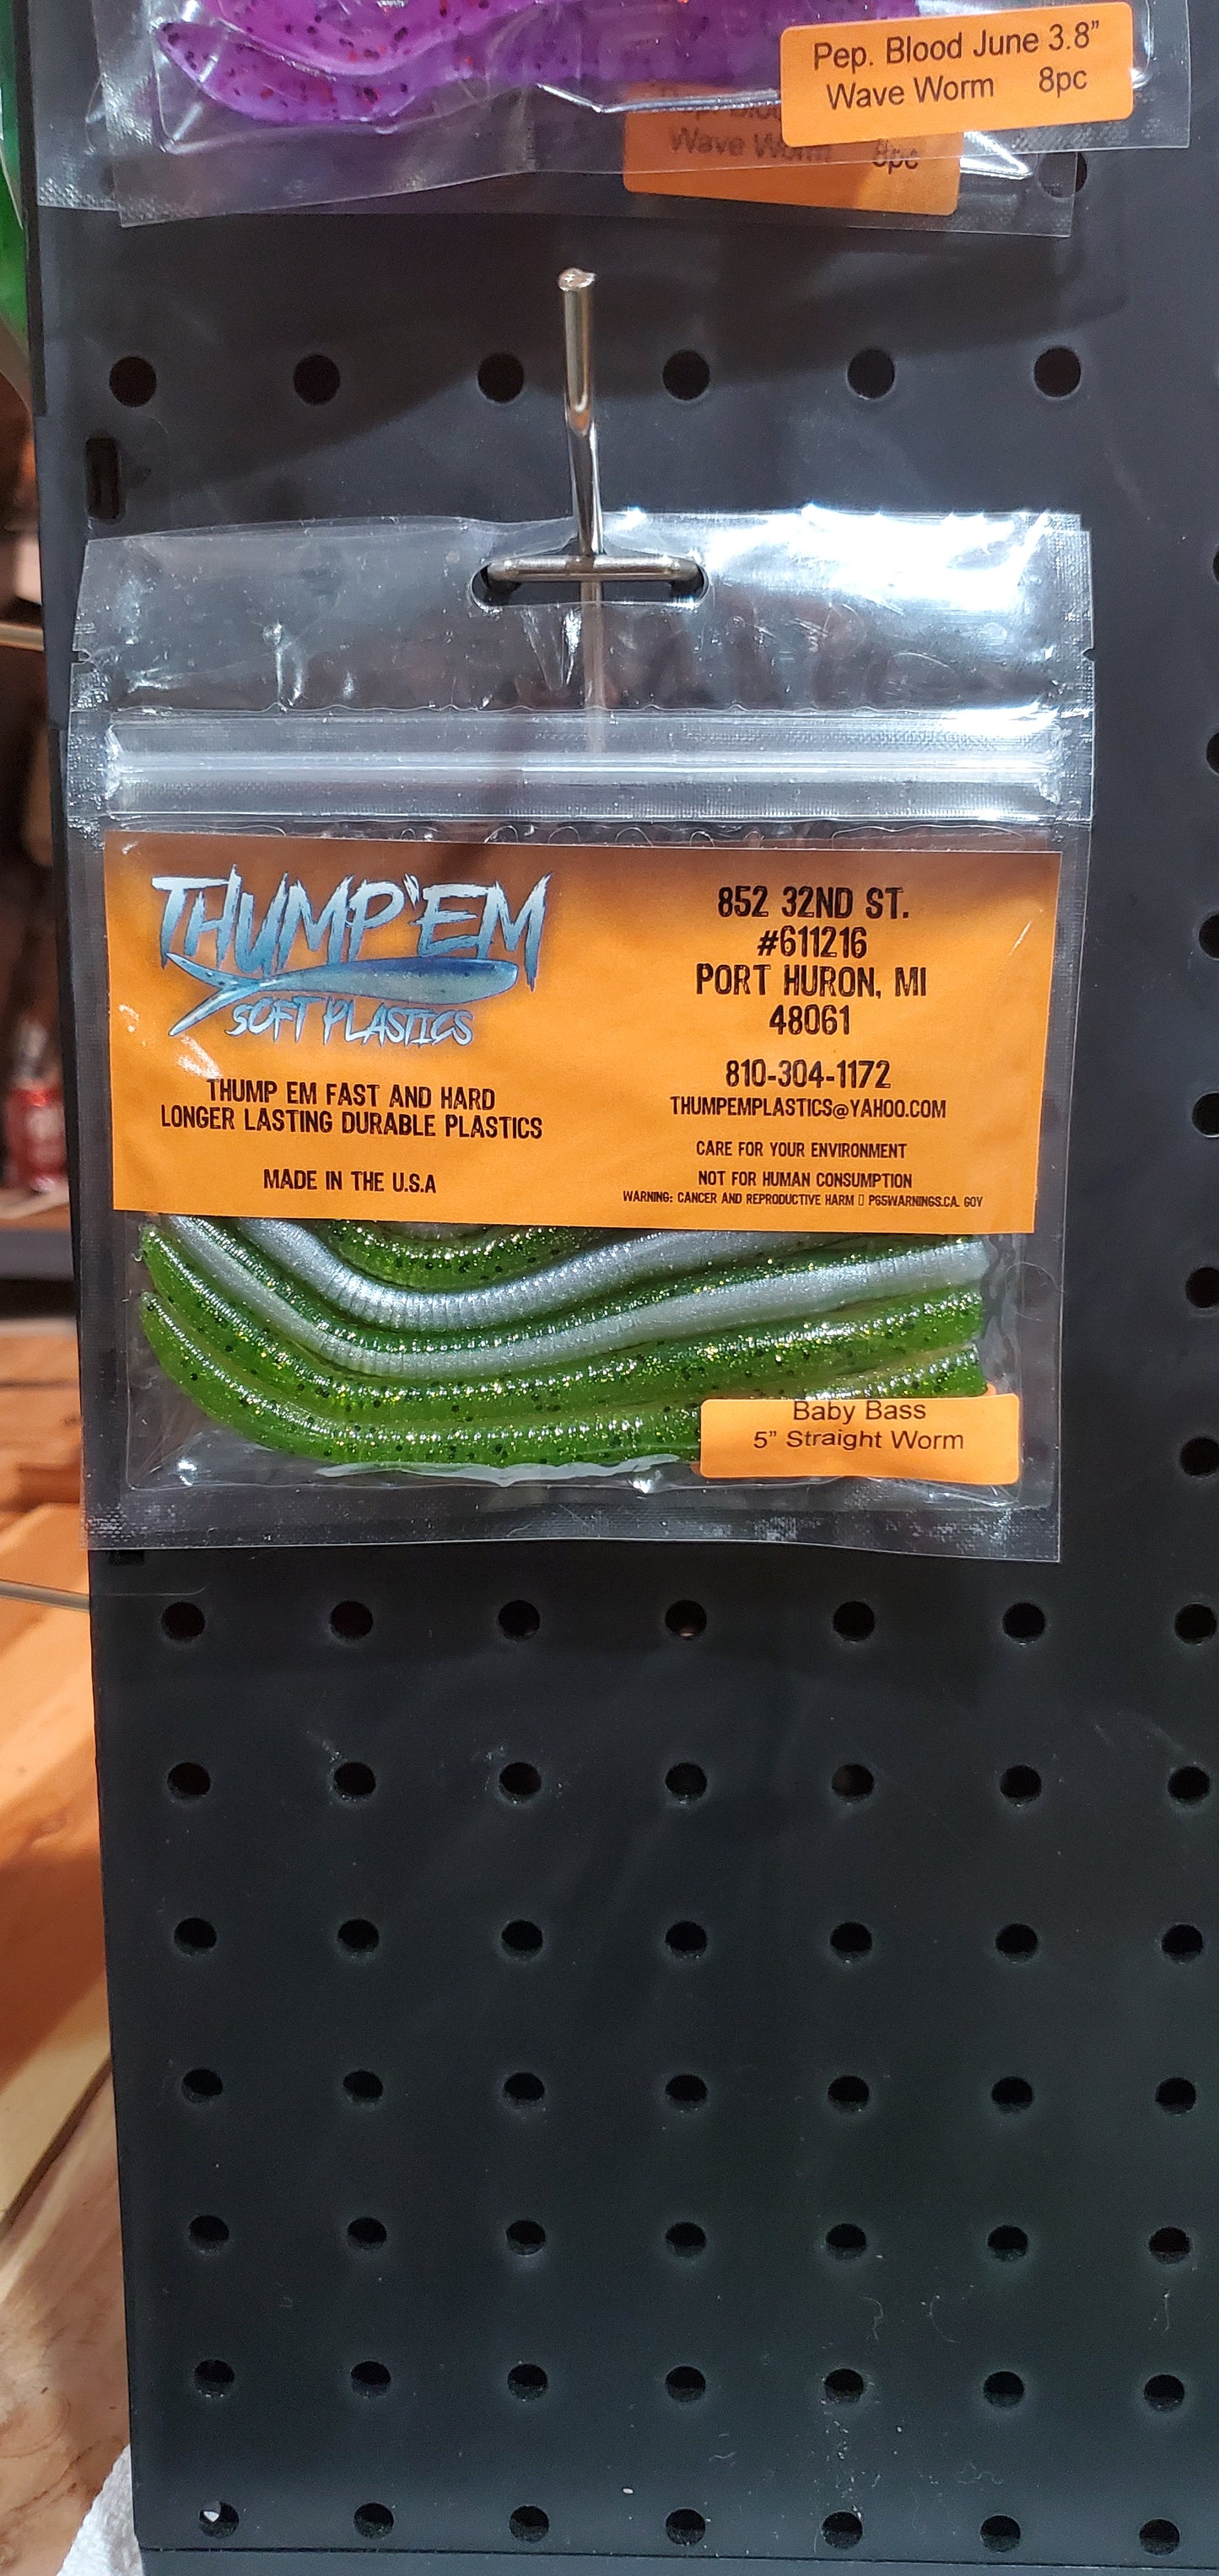 Pep. Blood June 3.8”
Wave Worm 8pc
Wave Worm 8pc
THUMP'EM
SOFT PLASTICS
THUMP EM FAST AND HARD
LONGER LASTING DURABLE PLASTICS
MADE IN THE U.S.A
852 32ND ST.
#611216
PORT HURON, MI
48061
810-304-1172
THUMPEMPLASTICS@YAHOO.COM
CARE FOR YOUR ENVIRONMENT
NOT FOR HUMAN CONSUMPTION
WARNING: CANCER AND REPRODUCTIVE HARM ▯ P65WARNINGS.CA. GOV
Baby Bass
5” Straight Worm